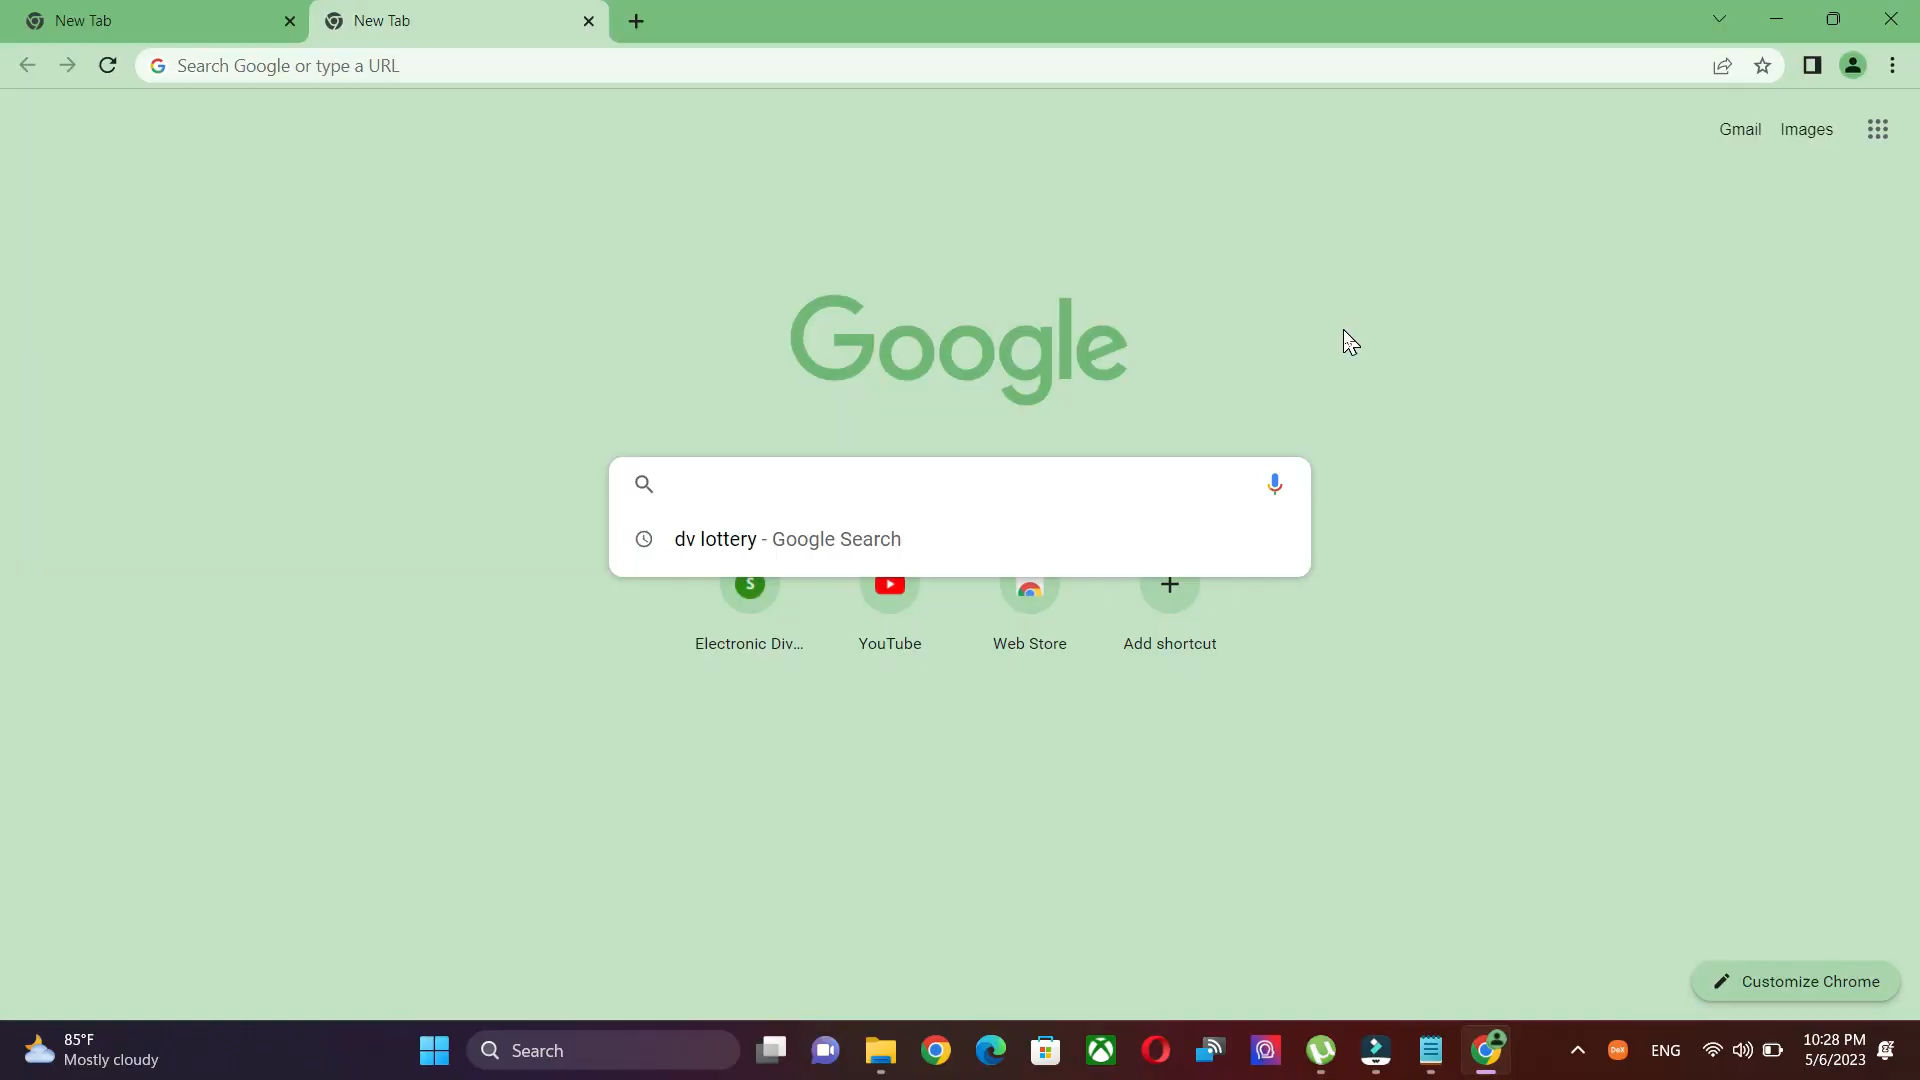 New Tab
New Tab
Search Google or type a URL
Gmail Images
Google
dv lottery - Google Search
S
Electronic Div...
YouTube
Web Store
Add shortcut
Customize Chrome
85°F
Mostly cloudy
Search
DeX
ENG
10:28 PM
5/6/2023